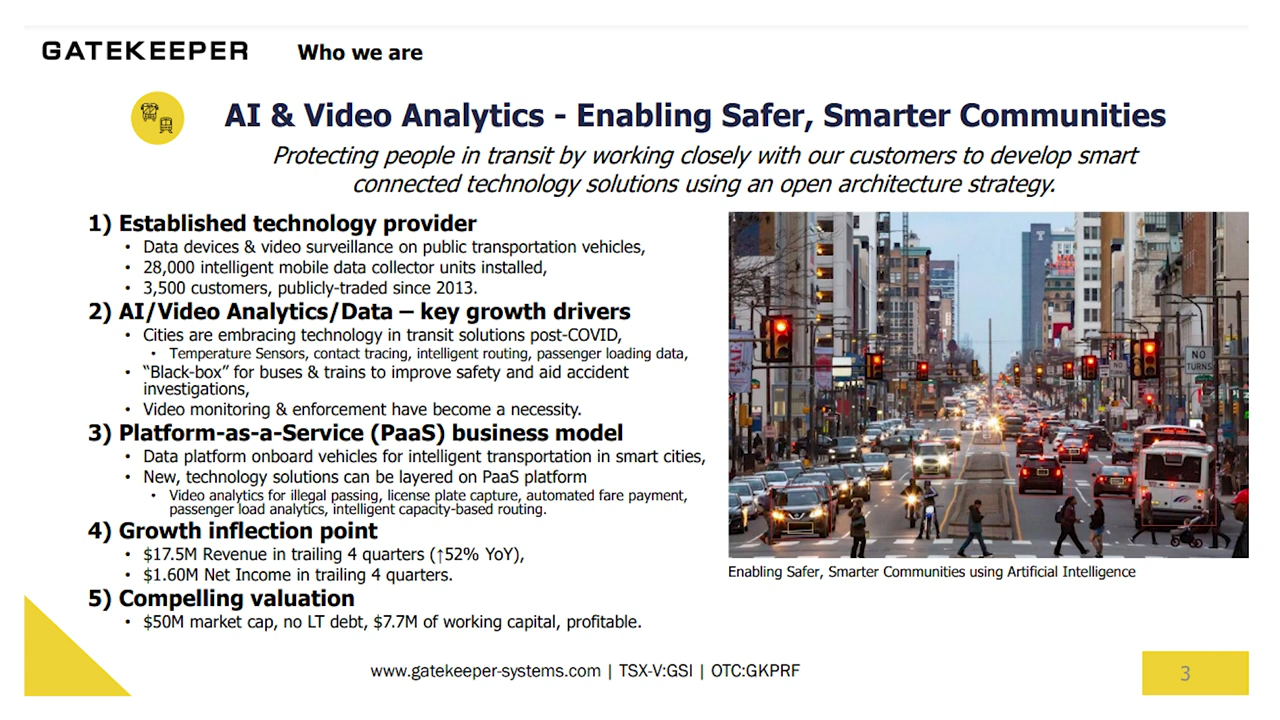 GATEKEEPER
Who we are
AI & Video Analytics - Enabling Safer, Smarter Communities
Protecting people in transit by working closely with our customers to develop smart
connected technology solutions using an open architecture strategy.
1) Established technology provider
• Data devices & video surveillance on public transportation vehicles,
• 28,000 intelligent mobile data collector units installed,
• 3,500 customers, publicly-traded since 2013.
2) AI/Video Analytics/Data – key growth drivers
• Cities are embracing technology in transit solutions post-COVID,
• Temperature Sensors, contact tracing, intelligent routing, passenger loading data,
• “Black-box” for buses & trains to improve safety and aid accident
investigations,
• Video monitoring & enforcement have become a necessity.
3) Platform-as-a-Service (PaaS) business model
• Data platform onboard vehicles for intelligent transportation in smart cities,
• New, technology solutions can be layered on PaaS platform
• Video analytics for illegal passing, license plate capture, automated fare payment,
passenger load analytics, intelligent capacity-based routing.
4) Growth inflection point
• $17.5M Revenue in trailing 4 quarters (↑52% YoY),
• $1.60M Net Income in trailing 4 quarters.
5) Compelling valuation
• $50M market cap, no LT debt, $7.7M of working capital, profitable.
NO
TURNS
NO
TURNS
Enabling Safer, Smarter Communities using Artificial Intelligence
www.gatekeeper-systems.com | TSX-V:GSI | OTC:GKPRF
3